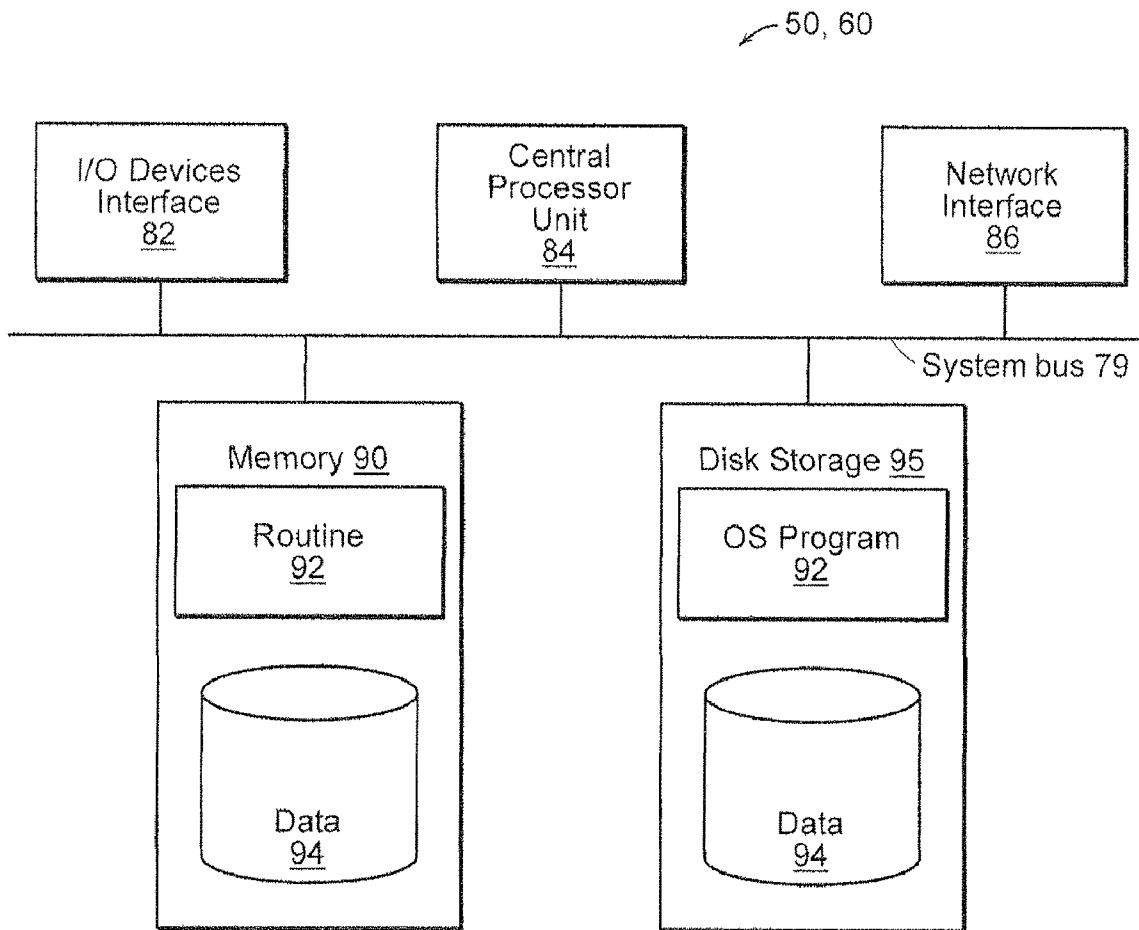 50, 60
I/O Devices
Interface
82
Central
Processor
Unit
84
Network
Interface
86
System bus 79
Memory 90
Routine
92
Data
94
Disk Storage 95
OS Program
92
Data
94